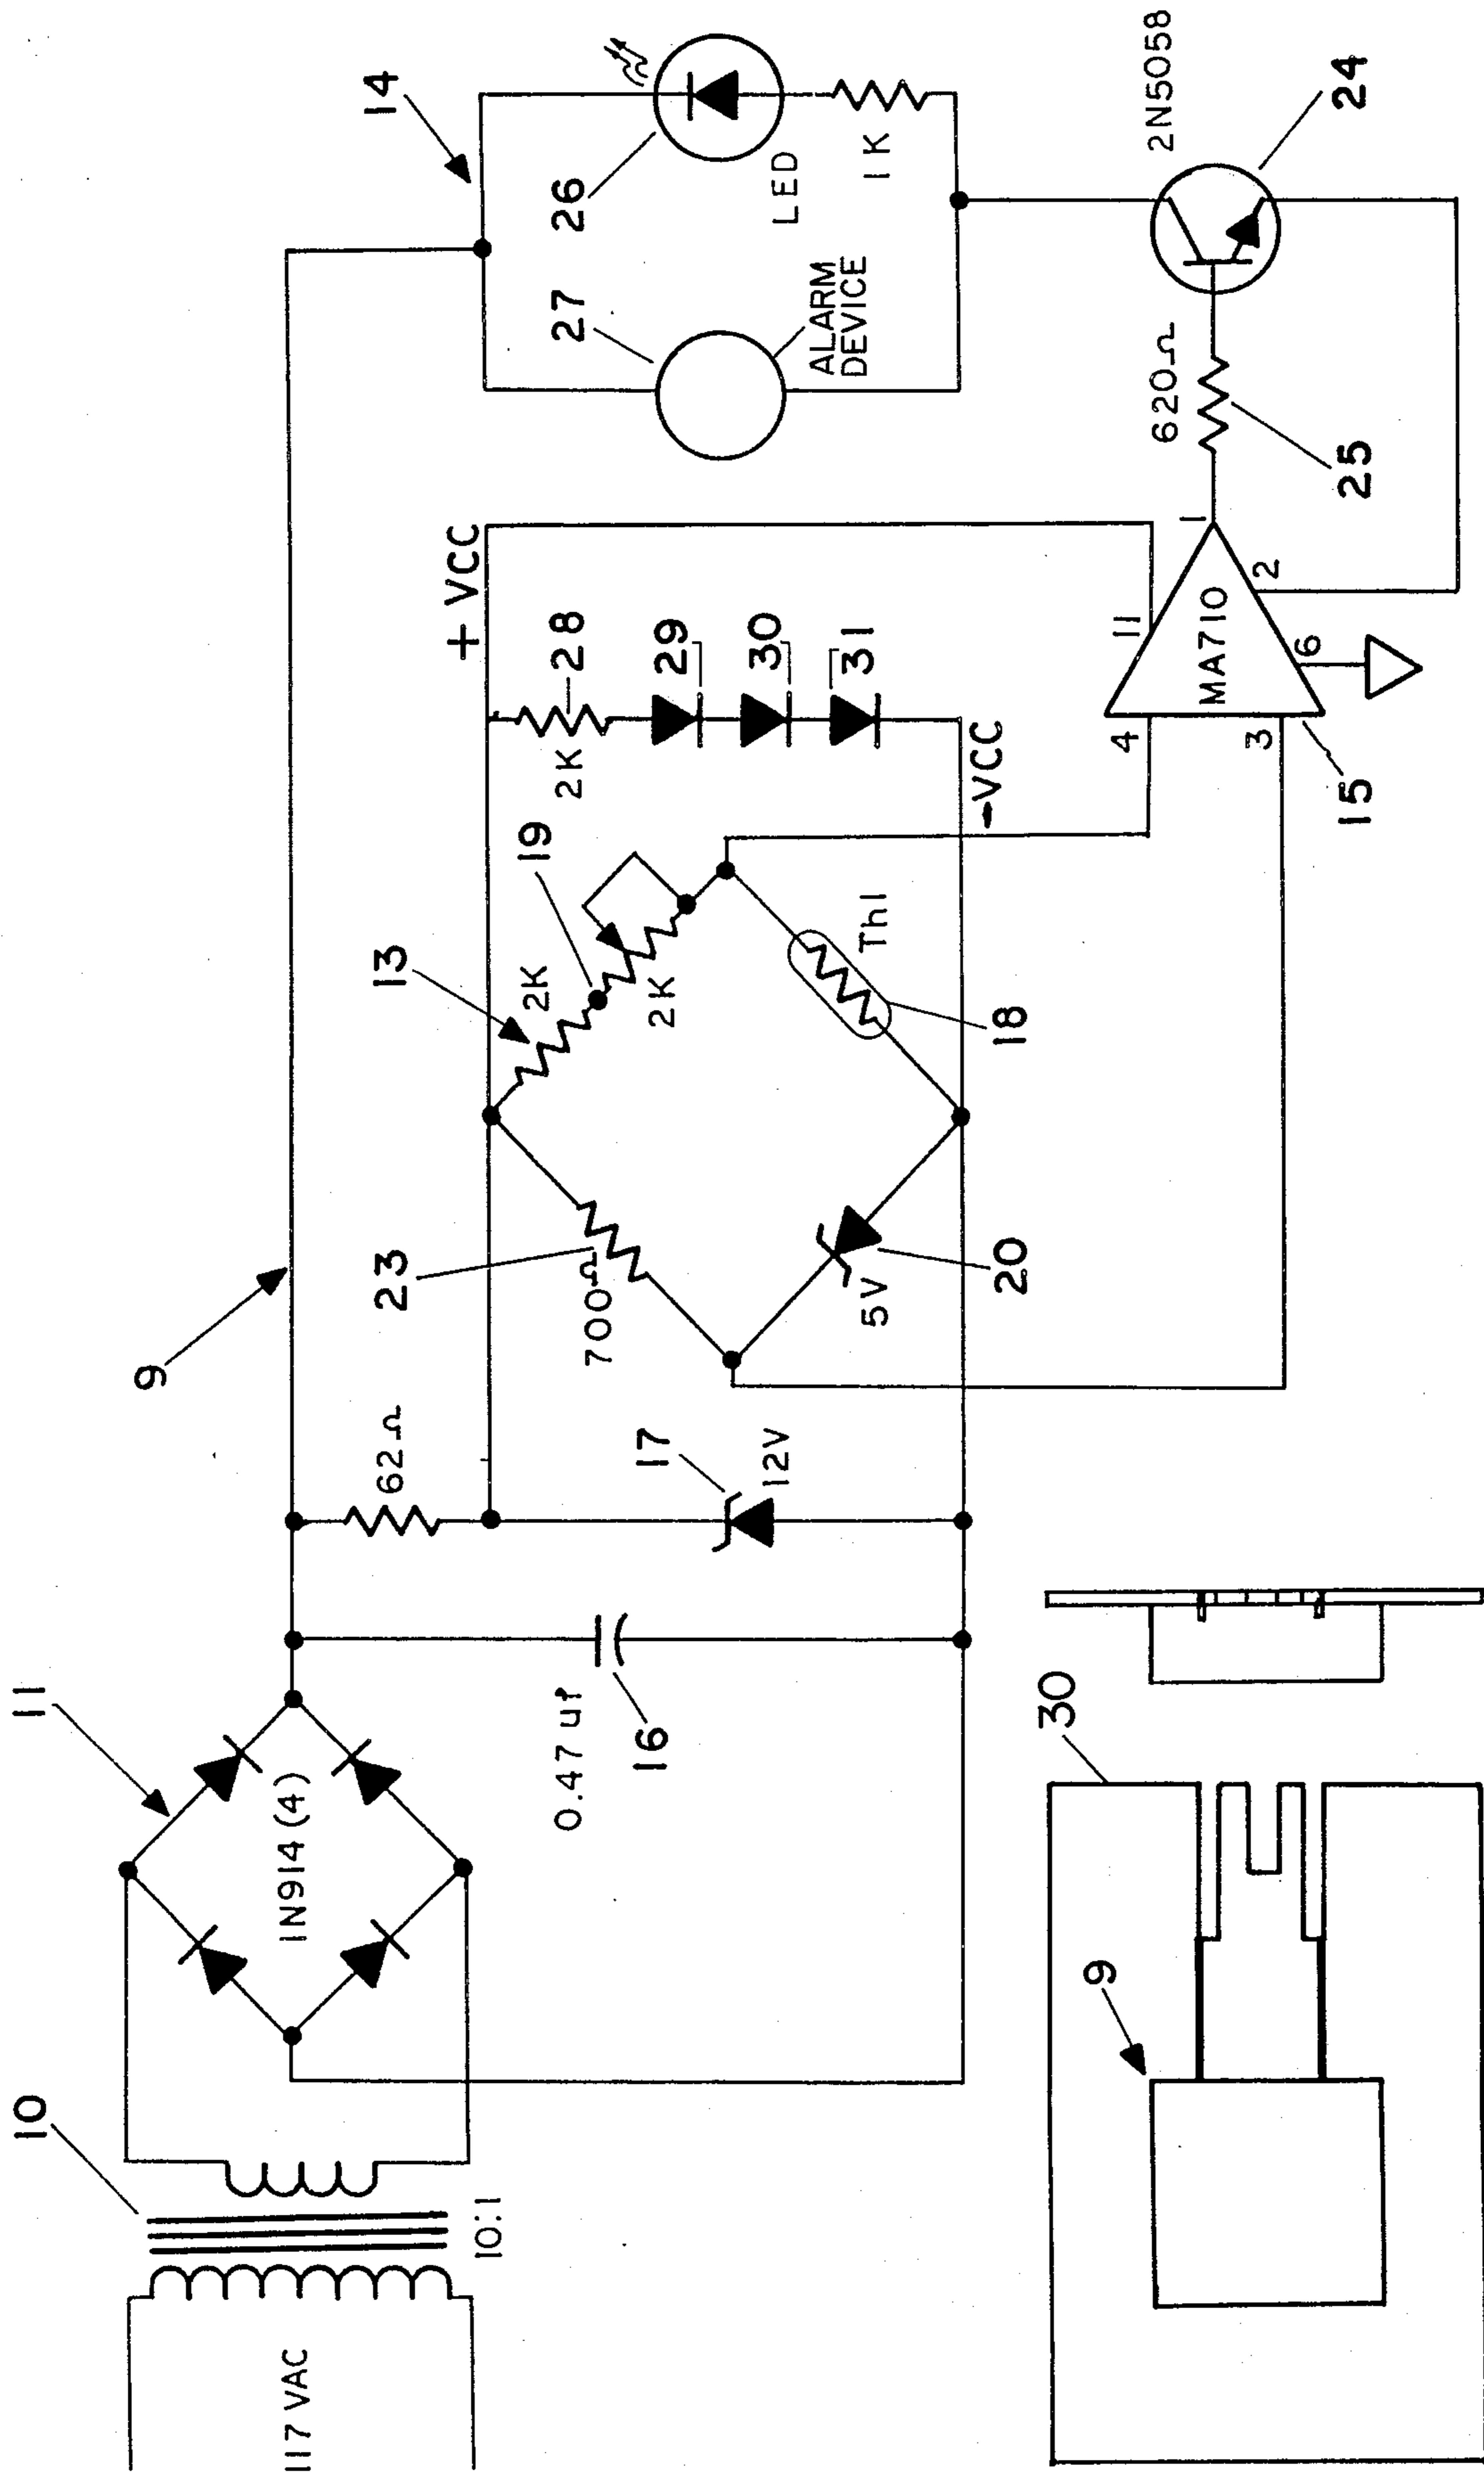 117 VAC
10
10:1
11
1N914 (4)
0.47 uf
16
62Ω
17
12V
9
23
700Ω
20
5V
13
2K
19
2K
Th1
18
+ VCC
2K
28
29
30
31
-VCC
4
3
11
MA710
6
2
1
15
620Ω
25
14
27
ALARM
DEVICE
26
LED
1K
2N5058
24
9
30